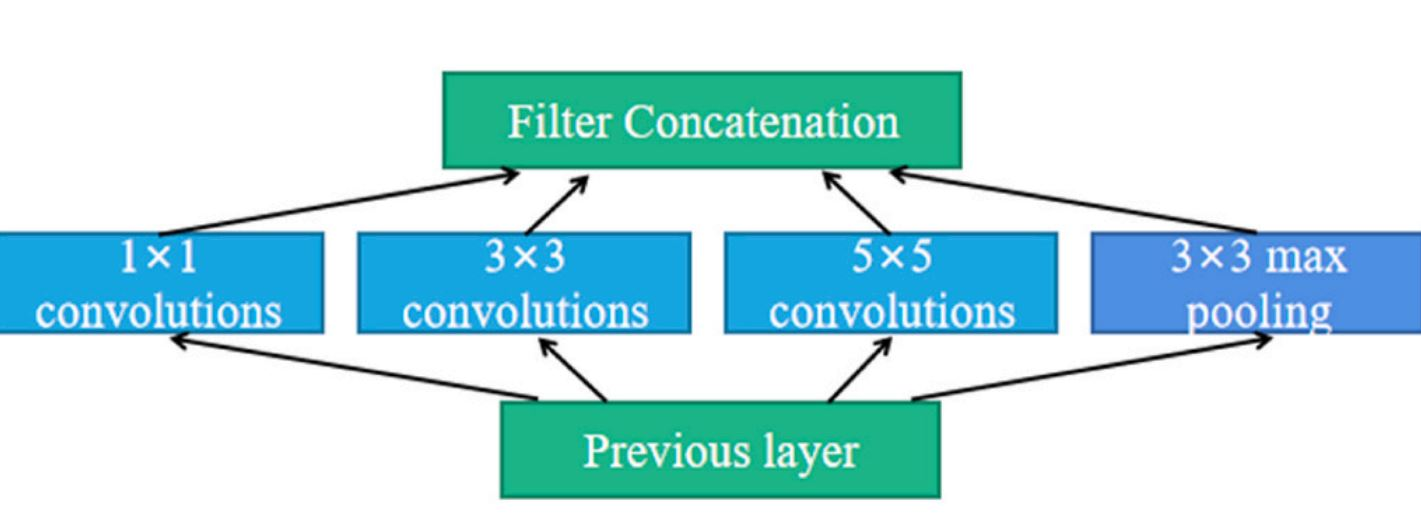 Filter Concatenation
1×1
convolutions
3×3
convolutions
5×5
convolutions
3×3 max
pooling
Previous layer